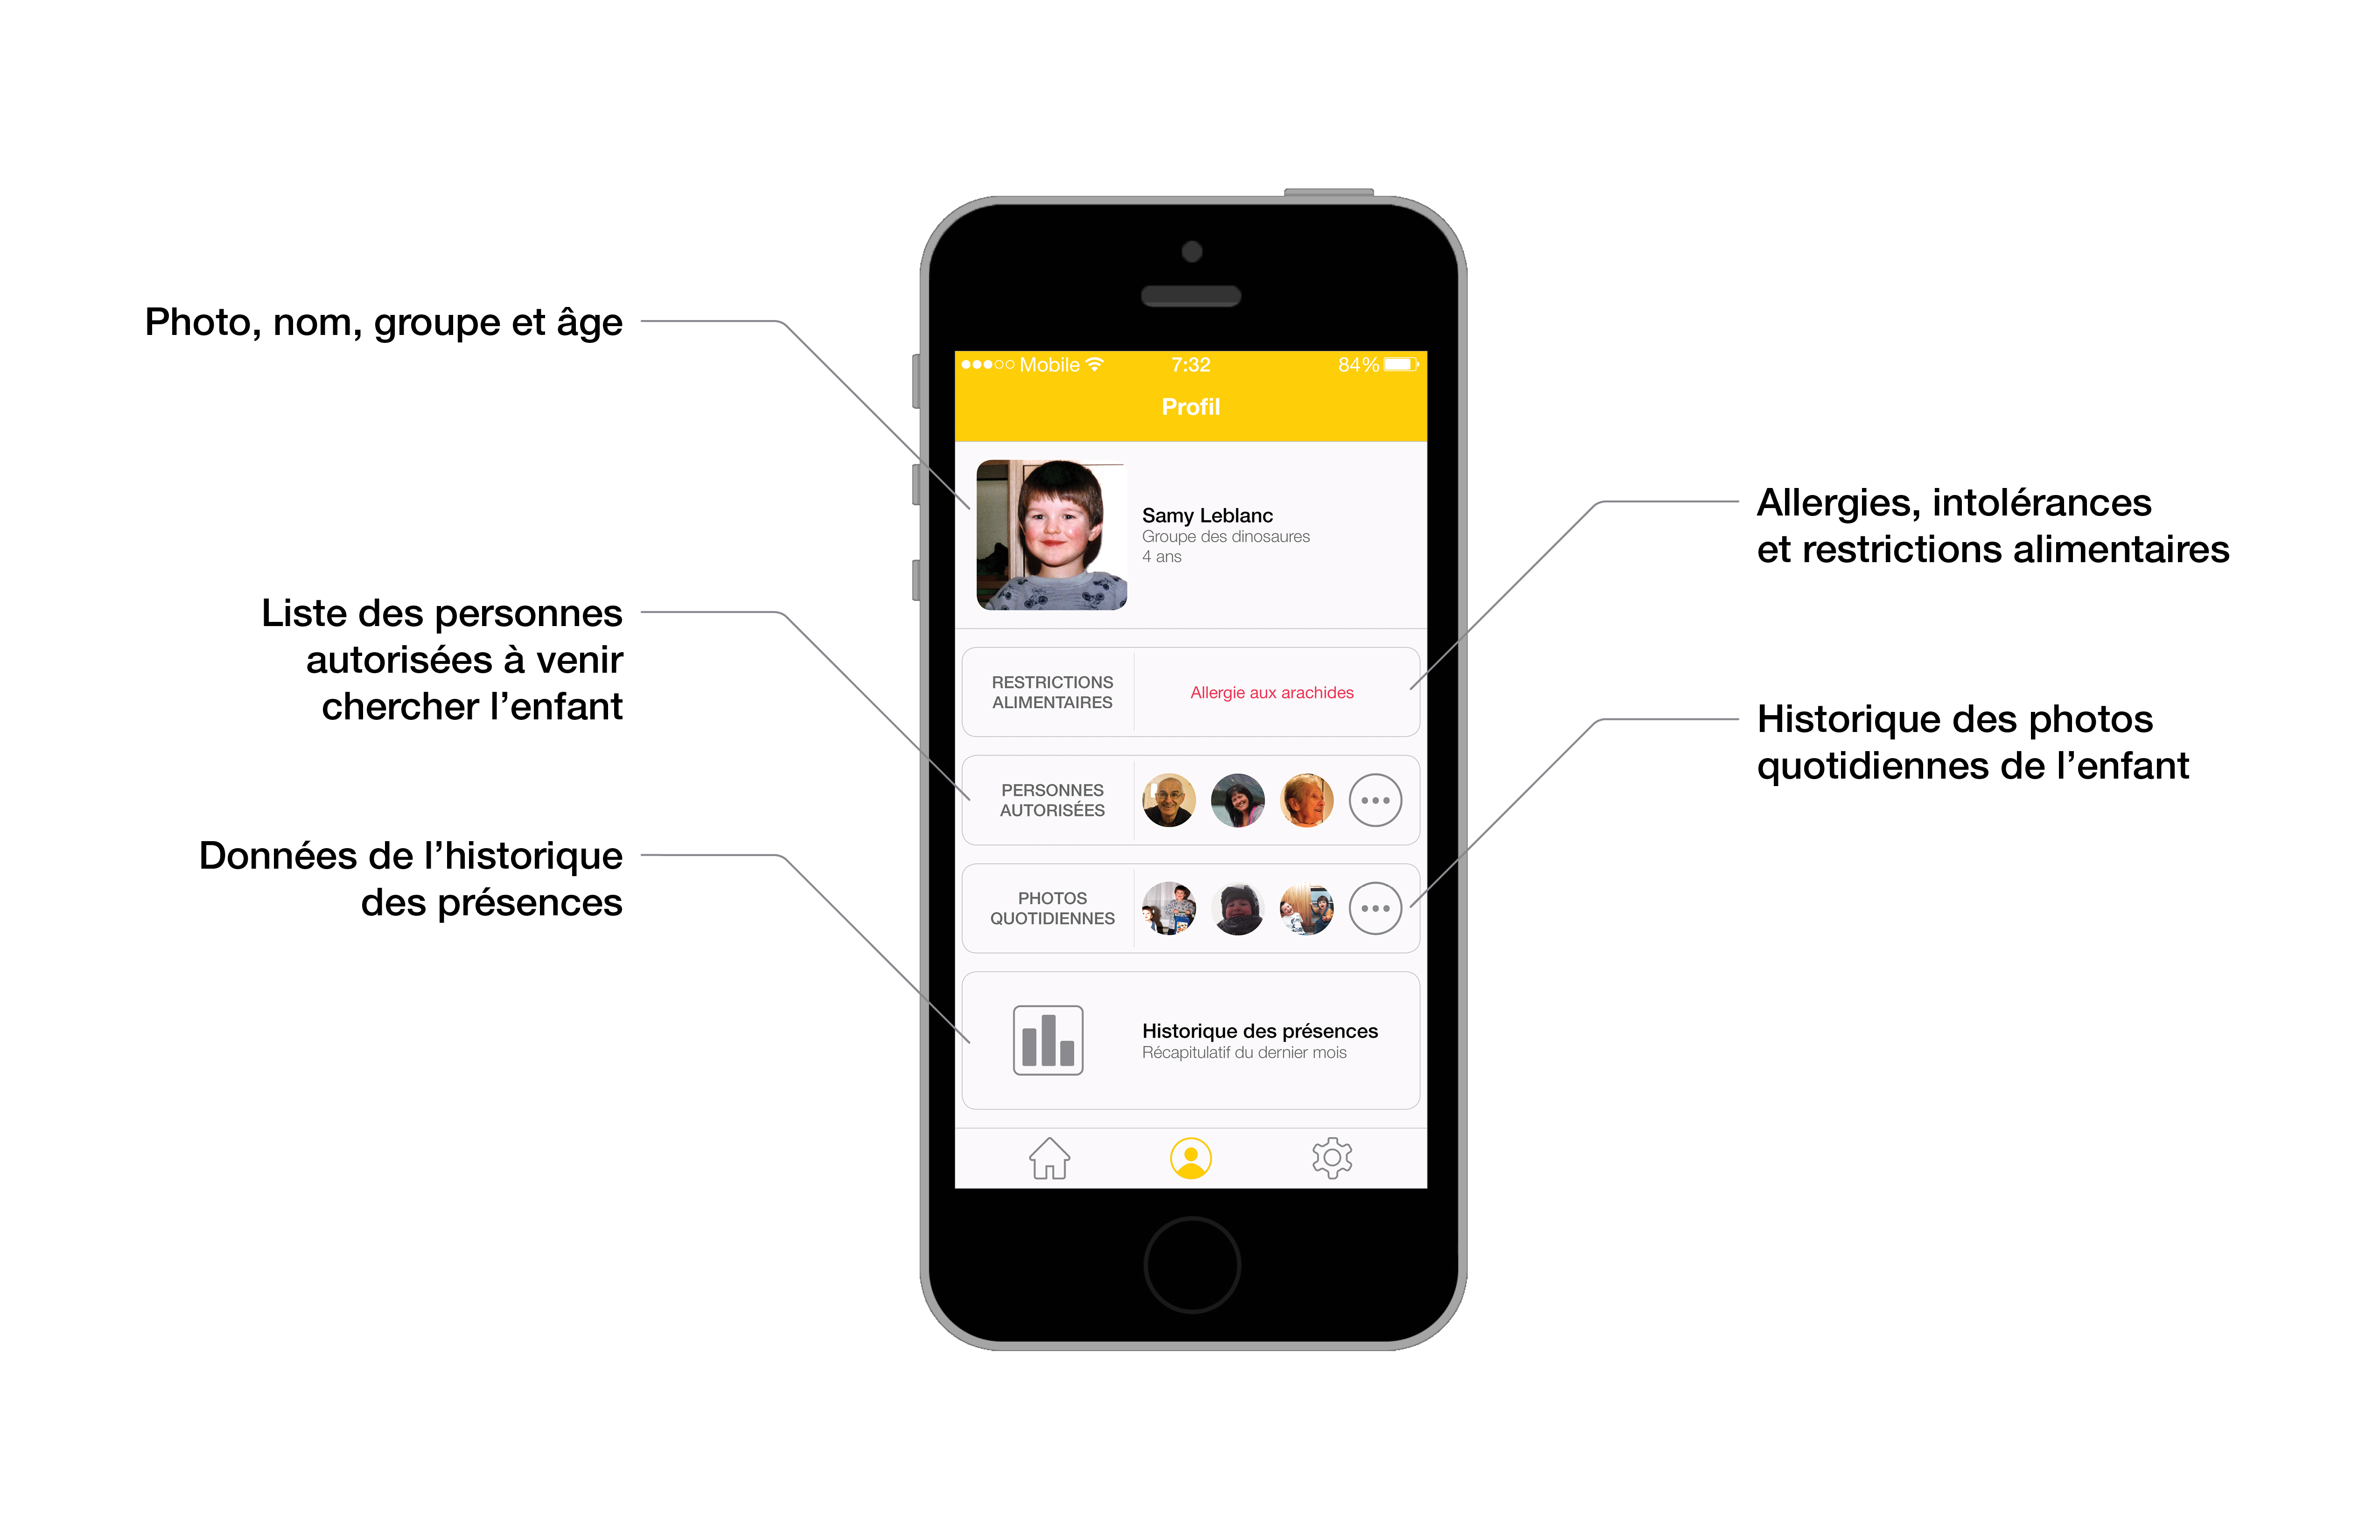 Photo, nom, groupe et âge
Liste des personnes
autorisées à venir
chercher l’enfant
Données de l’historique
des présences
Mobile 7:32 84%
Profil
Samy Leblanc
Groupe des dinosaures
4 ans
RESTRICTIONS
ALIMENTAIRES
Allergie aux arachides
PERSONNES
AUTORISÉES
PHOTOS
QUOTIDIENNES
Historique des présences
Récapitulatif du dernier mois
Allergies, intolérances
et restrictions alimentaires
Historique des photos
quotidiennes de l’enfant